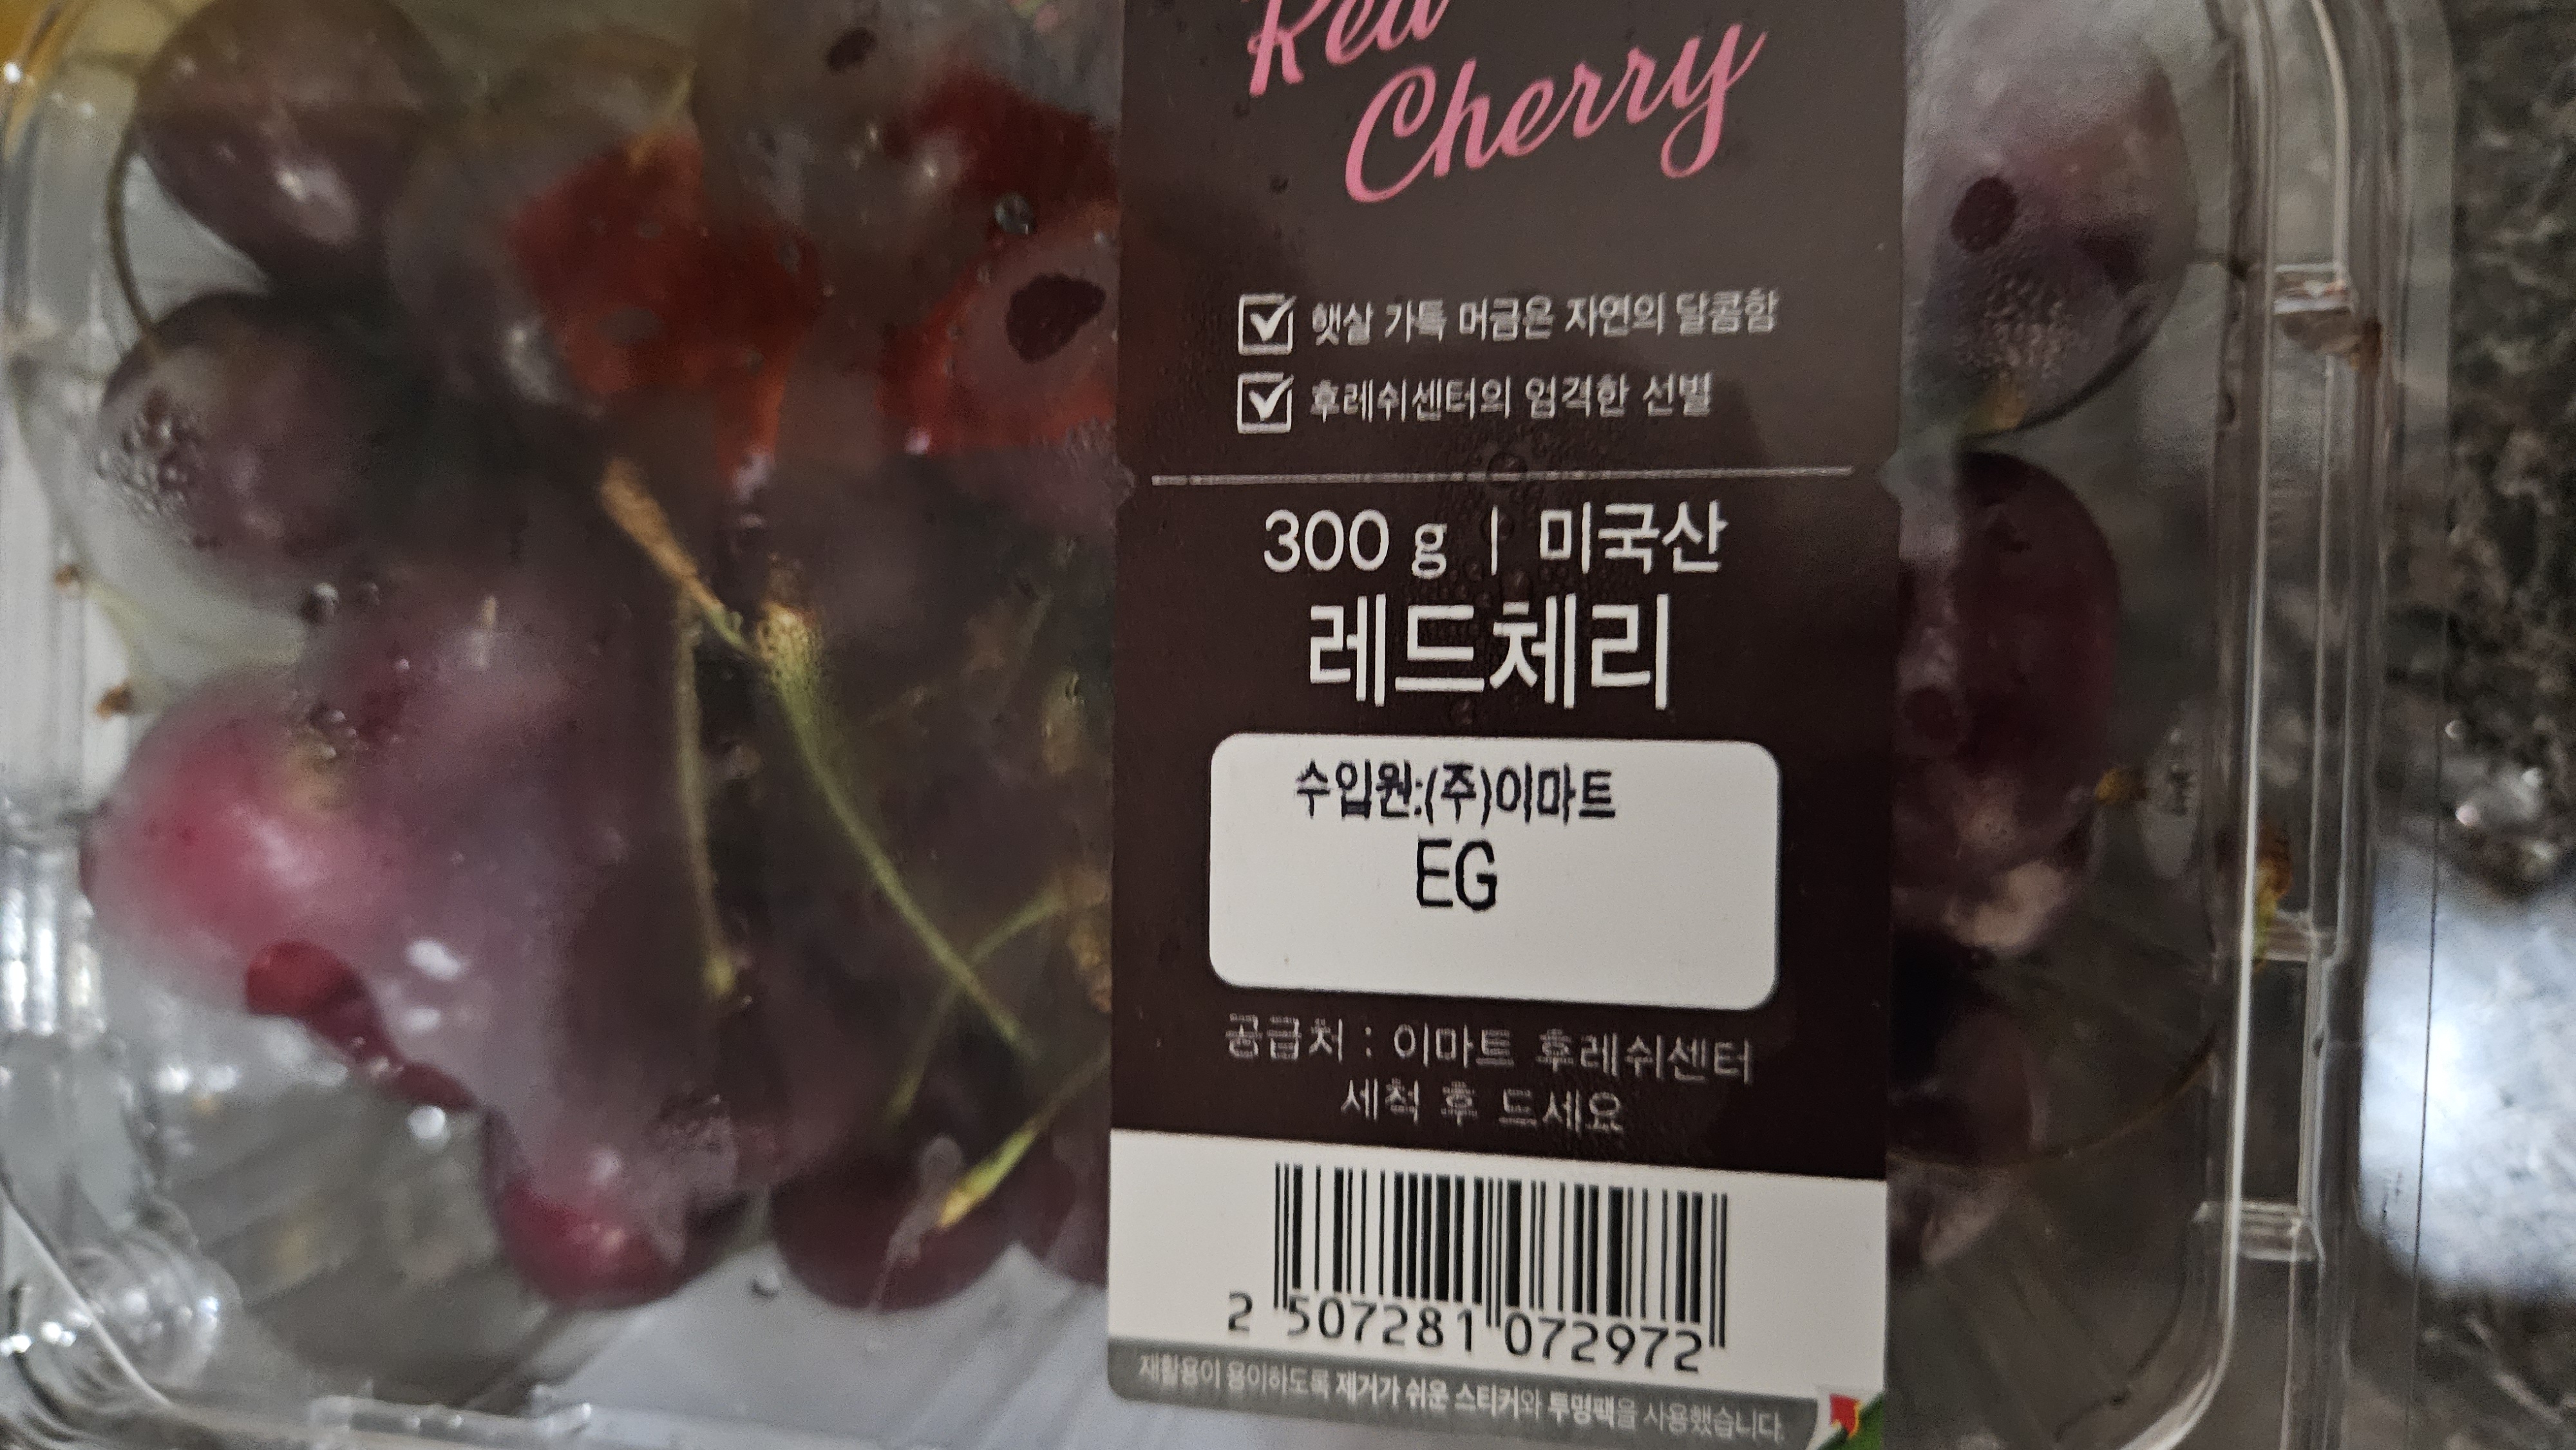 Red
Cherry
햇살 가득 머금은 자연의 달콤함
후레쉬센터의 엄격한 선별
300 g | 미국산
레드체리
수입원:(주)이마트
EG
공급처 : 이마트 후레쉬센터
세척 후 드세요
2 507281 072972
재활용이 용이하도록 제거가 쉬운 스티커와 투명팩을 사용했습니다.